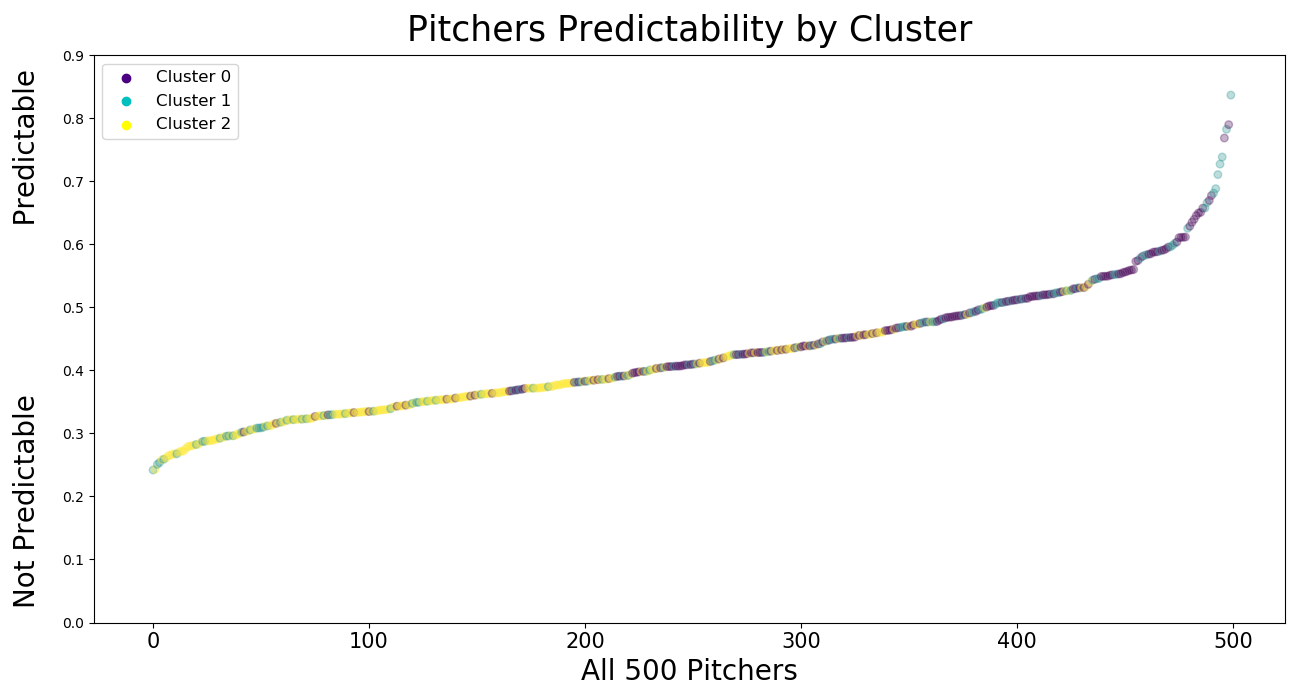 Pitchers Predictability by Cluster
Predictable
Not Predictable
0.9
0.8
0.7
0.6
0.5
0.4
0.3
0.2
0.1
0.0
Cluster 0
Cluster 1
Cluster 2
0 100 200 300 400 500
All 500 Pitchers